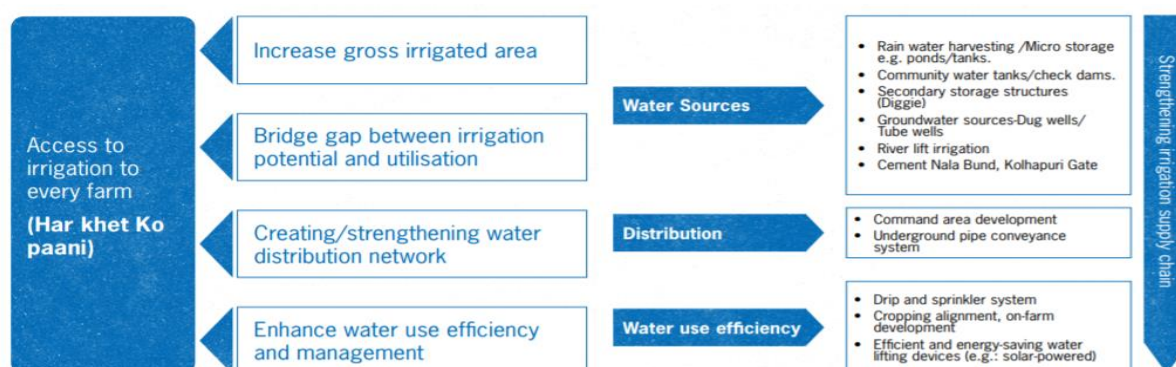 Access to
irrigation to
every farm
(Har khet Ko
paani)
Increase gross irrigated area
Bridge gap between irrigation
potential and utilisation
Creating/strengthening water
distribution network
Enhance water use efficiency
and management
Water Sources
• Rain water harvesting /Micro storage
e.g. ponds/tanks.
• Community water tanks/check dams.
• Secondary storage structures
(Diggie)
• Groundwater sources-Dug wells/
Tube wells
• River lift irrigation
• Cement Nala Bund, Kolhapuri Gate
Distribution
• Command area development
• Underground pipe conveyance
system
Water use efficiency
• Drip and sprinkler system
• Cropping alignment, on-farm
development
• Efficient and energy-saving water
lifting devices (e.g.: solar-powered)
Strengthening irrigation supply chain